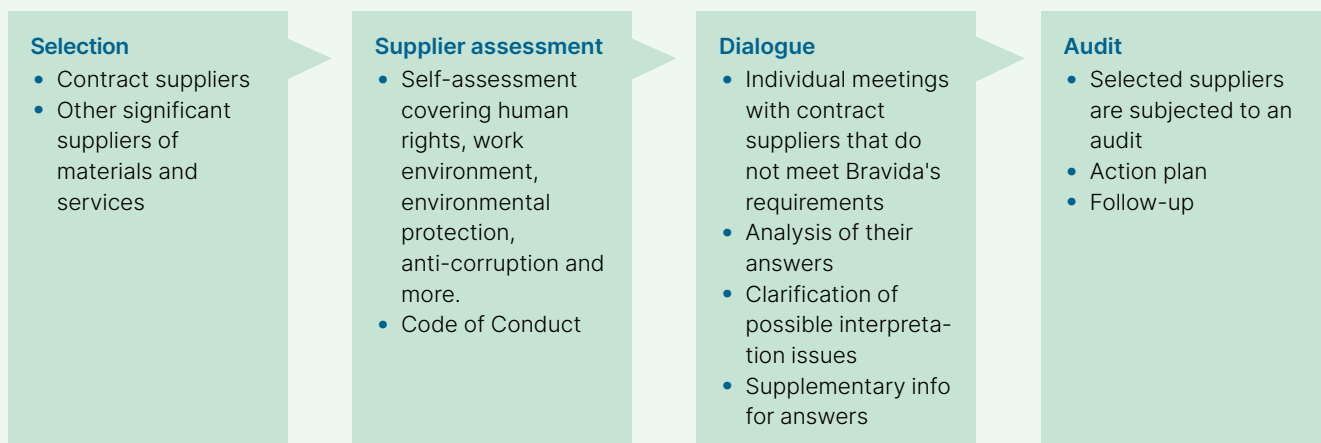 Selection
• Contract suppliers
• Other significant
suppliers of
materials and
services
Supplier assessment
• Self-assessment
covering human
rights, work
environment,
environmental
protection,
anti-corruption and
more.
• Code of Conduct
Dialogue
• Individual meetings
with contract
suppliers that do
not meet Bravida's
requirements
• Analysis of their
answers
• Clarification of
possible interpreta-
tion issues
• Supplementary info
for answers
Audit
• Selected suppliers
are subjected to an
audit
• Action plan
• Follow-up